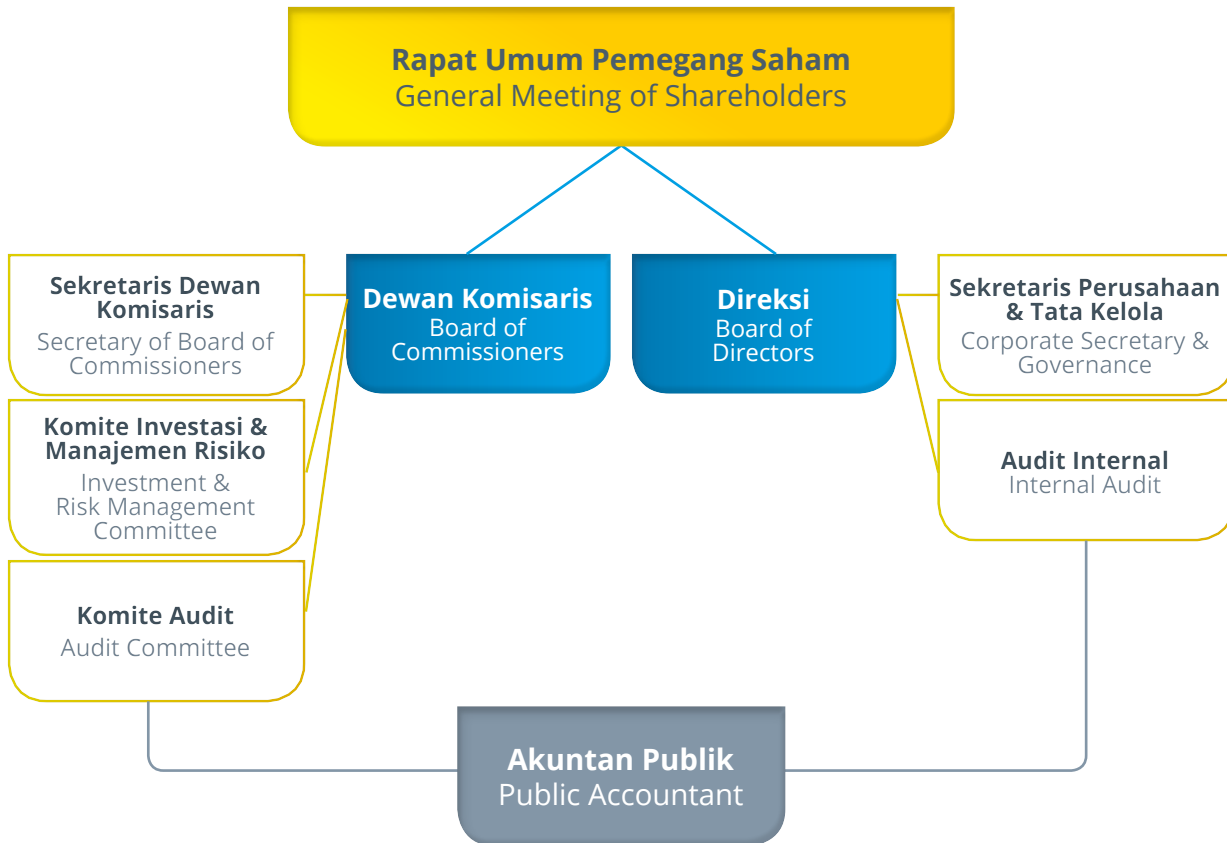 Rapat Umum Pemegang Saham
General Meeting of Shareholders
Sekretaris Dewan
Komisaris
Secretary of Board of
Commissioners
Dewan Komisaris
Board of
Commissioners
Direksi
Board of
Directors
Sekretaris Perusahaan
& Tata Kelola
Corporate Secretary &
Governance
Komite Investasi &
Manajemen Risiko
Investment &
Risk Management
Committee
Audit Internal
Internal Audit
Komite Audit
Audit Committee
Akuntan Publik
Public Accountant